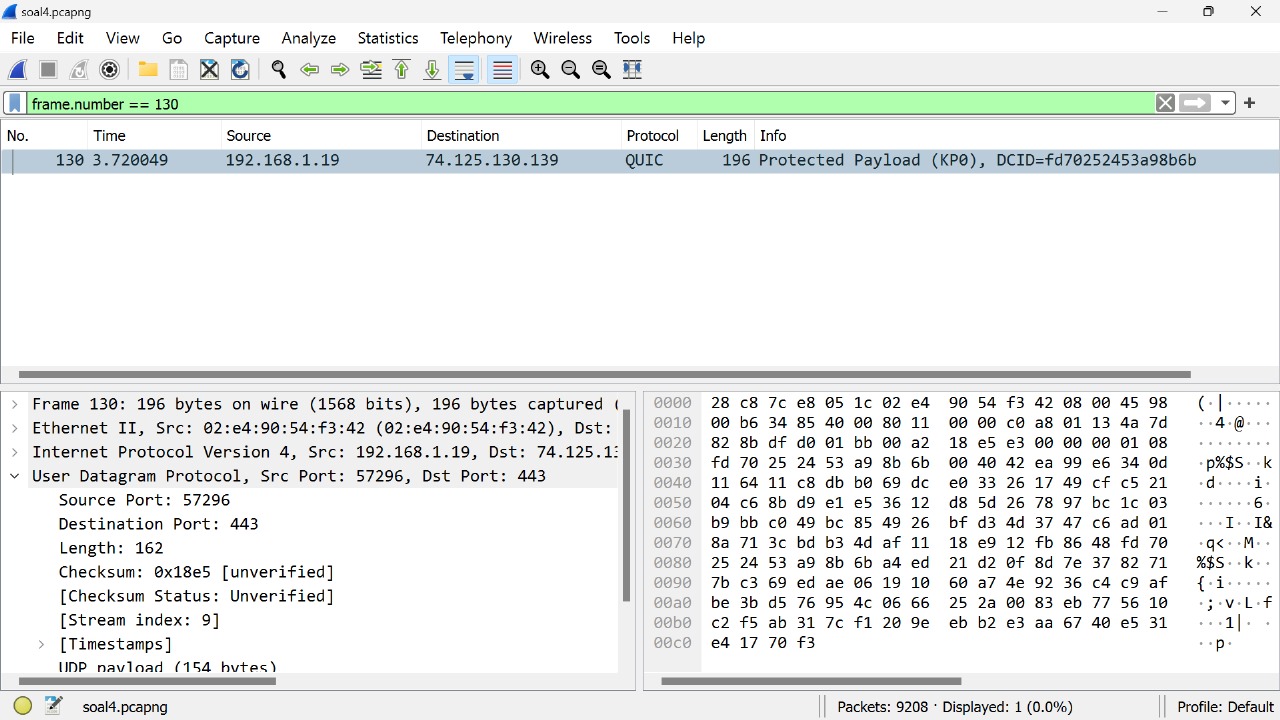 soal4.pcapng
File Edit View Go Capture Analyze Statistics Telephony Wireless Tools Help
frame.number == 130
No. Time Source Destination Protocol Length Info
130 3.720049 192.168.1.19 74.125.130.139 QUIC 196 Protected Payload (KP0), DCID=fd70252453a98b6b
Frame 130: 196 bytes on wire (1568 bits), 196 bytes captured (
Ethernet II, Src: 02:e4:90:54:f3:42 (02:e4:90:54:f3:42), Dst:
Internet Protocol Version 4, Src: 192.168.1.19, Dst: 74.125.13
User Datagram Protocol, Src Port: 57296, Dst Port: 443
Source Port: 57296
Destination Port: 443
Length: 162
Checksum: 0x18e5 [unverified]
[Checksum Status: Unverified]
[Stream index: 9]
[Timestamps]
UDP payload (154 bytes)
0000 28 c8 7c e8 05 1c 02 e4 90 54 f3 42 08 00 45 98 (·|·····
0010 00 b6 34 85 40 00 80 11 00 00 c0 a8 01 13 4a 7d ··4·@···
0020 82 8b df d0 01 bb 00 a2 18 e5 e3 00 00 00 01 08 ········
0030 fd 70 25 24 53 a9 8b 6b 00 40 42 ea 99 e6 34 0d ·p%$S··k
0040 11 64 11 c8 db b0 69 dc e0 33 26 17 49 cf c5 21 ·d····i·
0050 04 c6 8b d9 e1 e5 36 12 d8 5d 26 78 97 bc 1c 03 ······6·
0060 b9 bb c0 49 bc 85 49 26 bf d3 4d 37 47 c6 ad 01 ···I··I&
0070 8a 71 3c bd b3 4d af 11 18 e9 12 fb 86 48 fd 70 ·q<··M··
0080 25 24 53 a9 8b 6b a4 ed 21 d2 0f 8d 7e 37 82 71 %$S··k··
0090 7b c3 69 ed ae 06 19 10 60 a7 4e 92 36 c4 c9 af {·i·····
00a0 be 3b d5 76 95 4c 06 66 25 2a 00 83 eb 77 56 10 ·;·v·L·f
00b0 c2 f5 ab 31 7c f1 20 9e eb b2 e3 aa 67 40 e5 31 ···1|· ·
00c0 e4 17 70 f3 ··p·
soal4.pcapng
Packets: 9208 · Displayed: 1 (0.0%)
Profile: Default